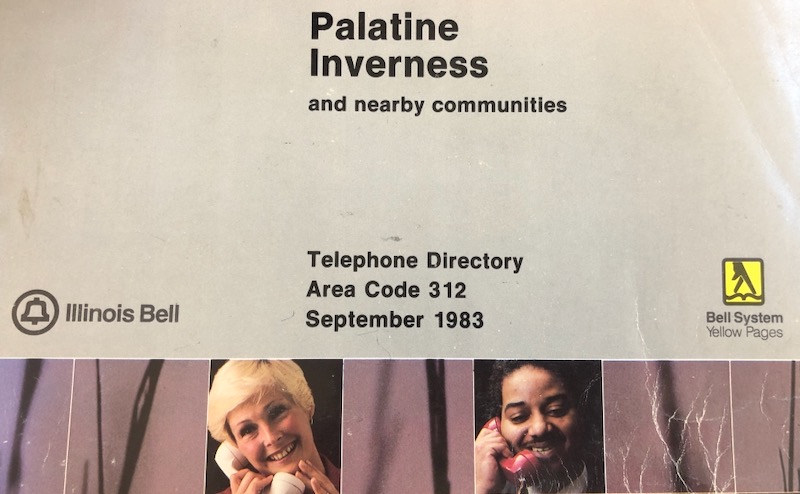 Palatine
Inverness
and nearby communities
Telephone Directory
Area Code 312
September 1983
Illinois Bell
Bell System
Yellow Pages